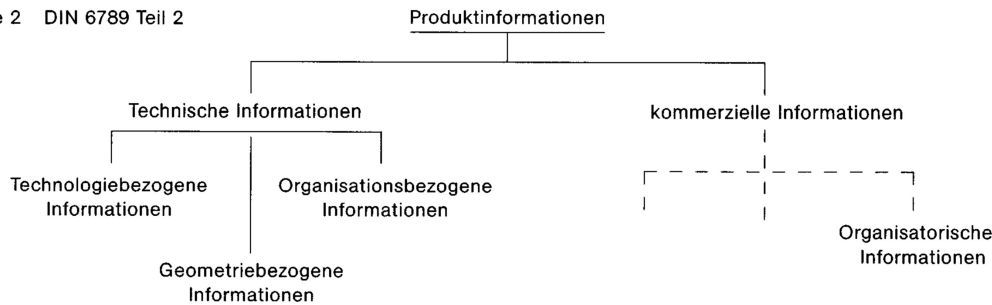 2 DIN 6789 Teil 2
Produktinformationen
Technische Informationen
kommerzielle Informationen
Technologiebezogene
Informationen
Organisationsbezogene
Informationen
Geometriebezogene
Informationen
Organisatorische
Informationen